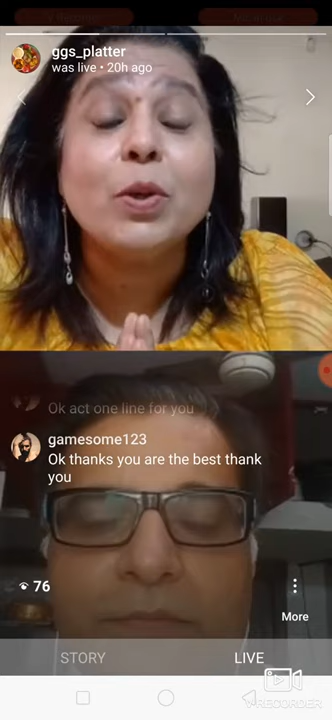 ggs_platter
was live • 20h ago
Ok act one line for you
gamesome123
Ok thanks you are the best thank
you
76
More
STORY
LIVE
V RECORDER